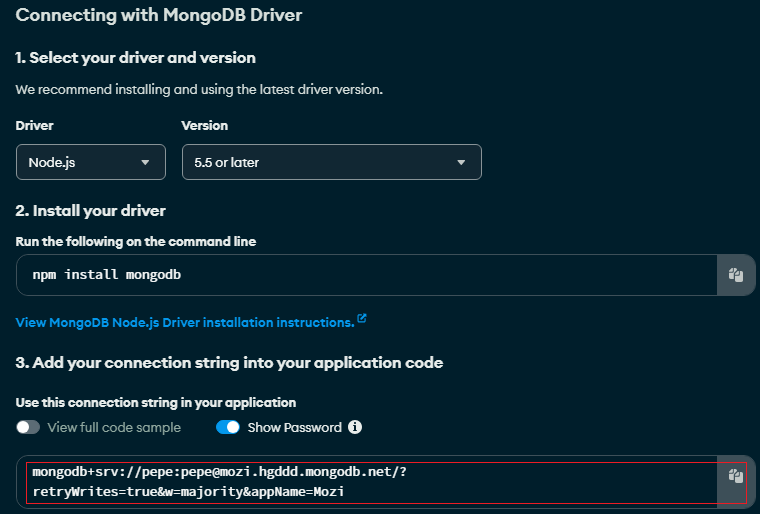 Connecting with MongoDB Driver
1. Select your driver and version
We recommend installing and using the latest driver version.
Driver Version
Node.js 5.5 or later
2. Install your driver
Run the following on the command line
npm install mongodb
View MongoDB Node.js Driver installation instructions.
3. Add your connection string into your application code
Use this connection string in your application
View full code sample Show Password
mongodb+srv://pepe:pepe@mozi.hgddd.mongodb.net/?
retryWrites=true&w=majority&appName=Mozi